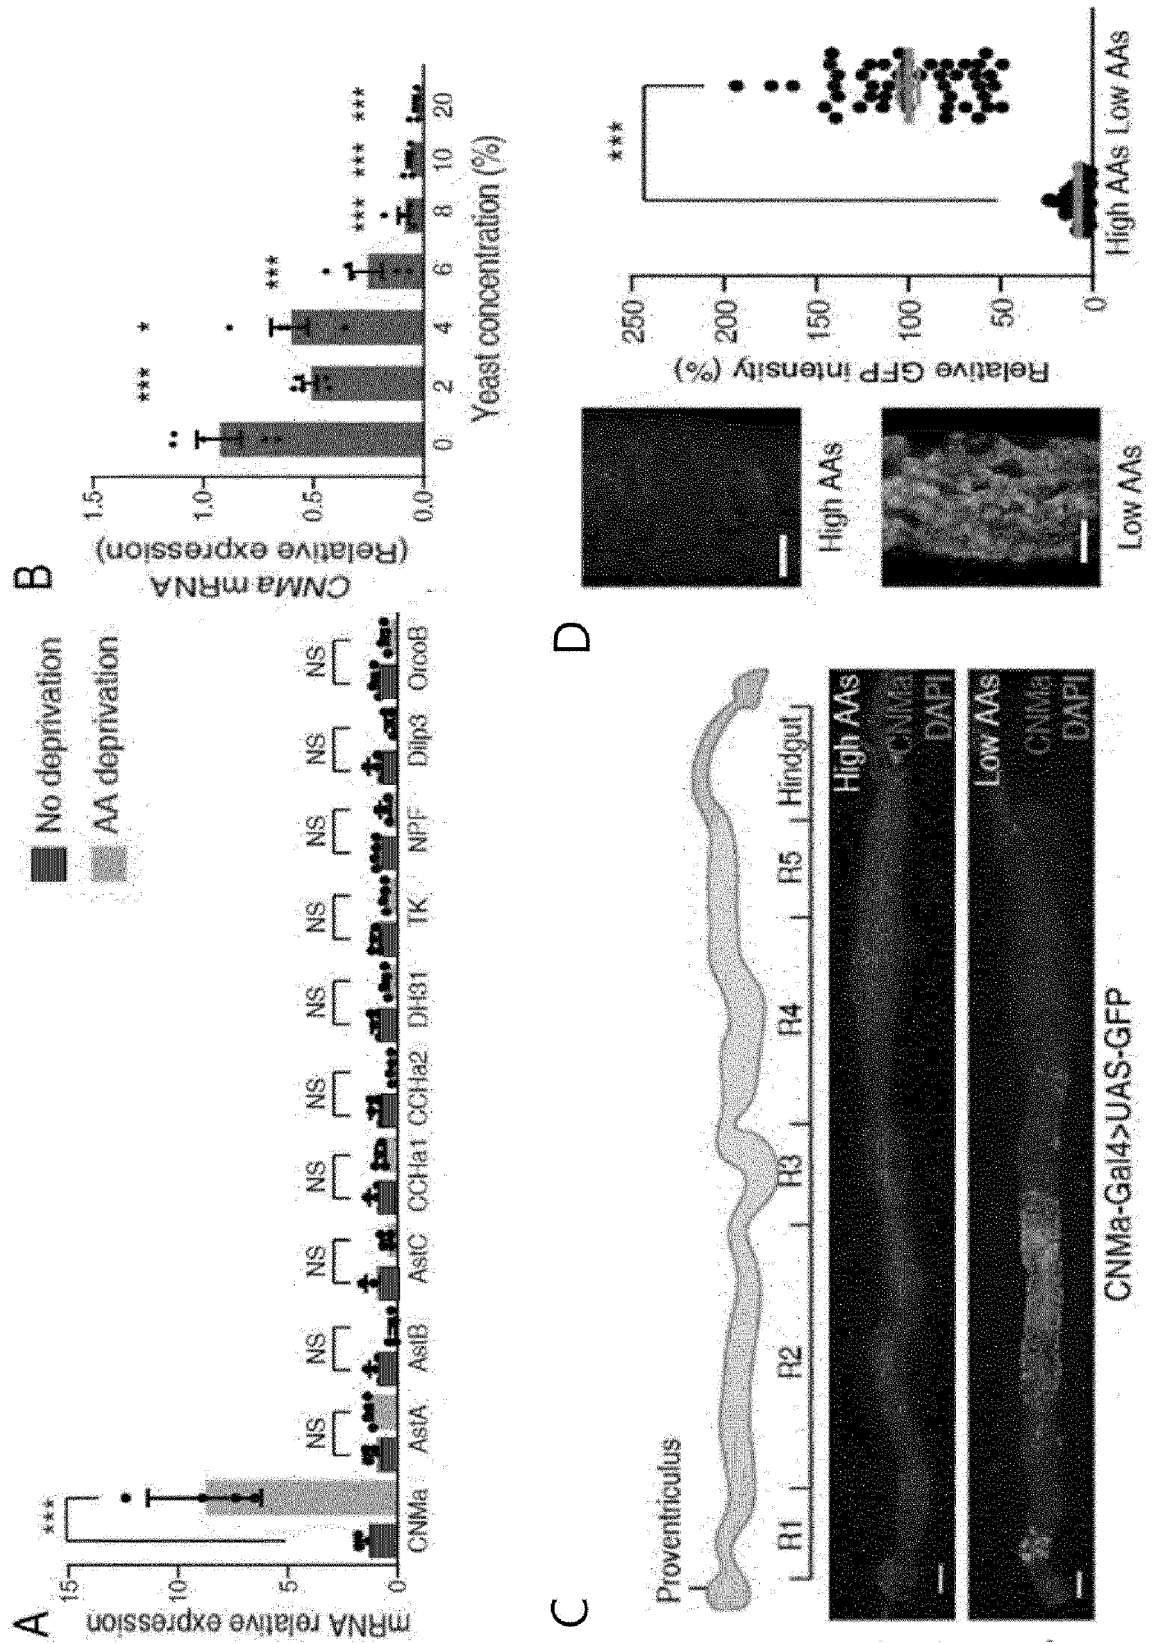 A
mRNA relative expression
15
10
5
0
***
NS
NS
NS
NS
NS
NS
NS
NS
NS
NS
CNMa
AstA
AstB
AstC
CCHa1
CCHa2
DH31
TK
NPF
Dilp3
OrcoB
No deprivation
AA deprivation
B
CNMa mRNA
(Relative expression)
1.5
1.0
0.5
0.0
***
*
***
***
***
***
0
2
4
6
8
10
20
Yeast concentration (%)
C
Proventriculus
R1
R2
R3
R4
R5
Hindgut
High AAs
CNMa
DAPI
Low AAs
CNMa
DAPI
CNMa-Gal4>UAS-GFP
D
High AAs
Low AAs
Relative GFP intensity (%)
250
200
150
100
50
0
***
High AAs
Low AAs